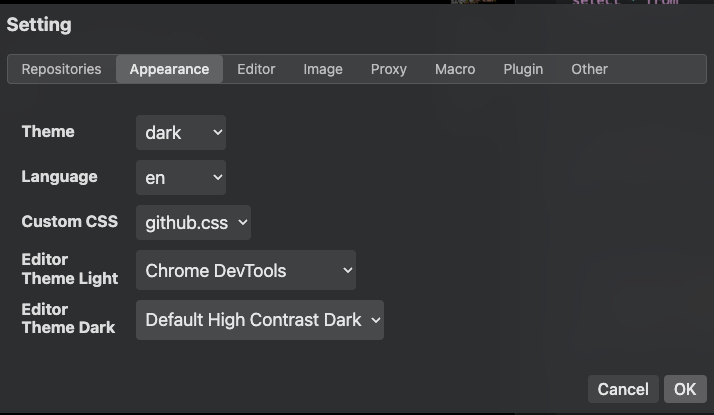 select * from
Setting
Repositories Appearance Editor Image Proxy Macro Plugin Other
Theme dark
Language en
Custom CSS github.css
Editor
Theme Light Chrome DevTools
Editor
Theme Dark Default High Contrast Dark
Cancel OK